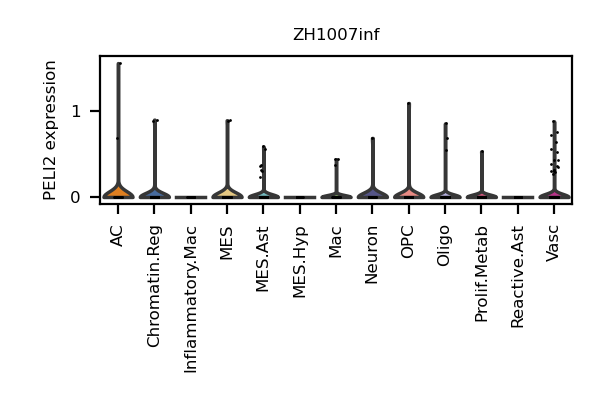 ZH1007inf
PELI2 expression
1
0
AC
Chromatin.Reg
Inflammatory.Mac
MES
MES.Ast
MES.Hyp
Mac
Neuron
OPC
Oligo
Prolif.Metab
Reactive.Ast
Vasc